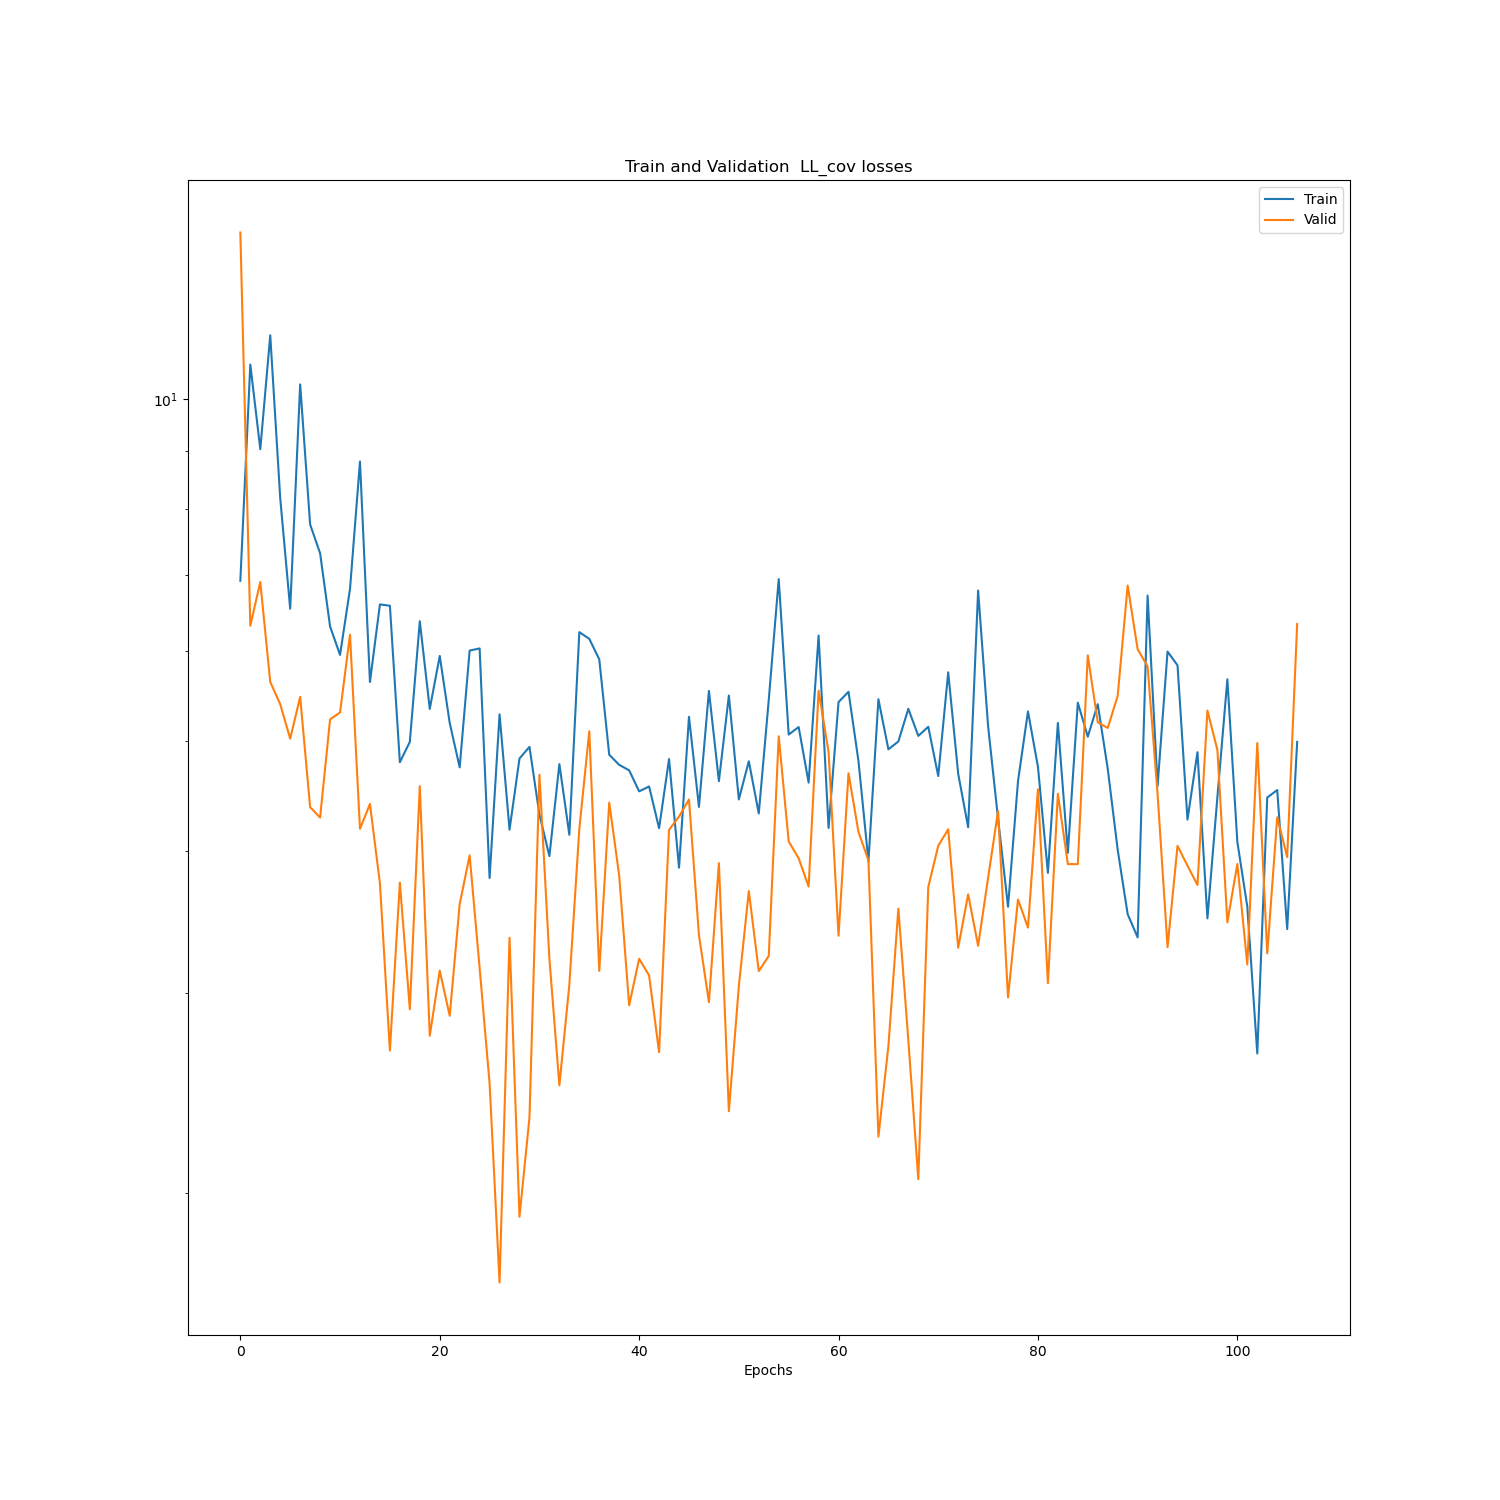 Train and Validation  LL_cov losses
Train
Valid
10¹
0 20 40 60 80 100
Epochs